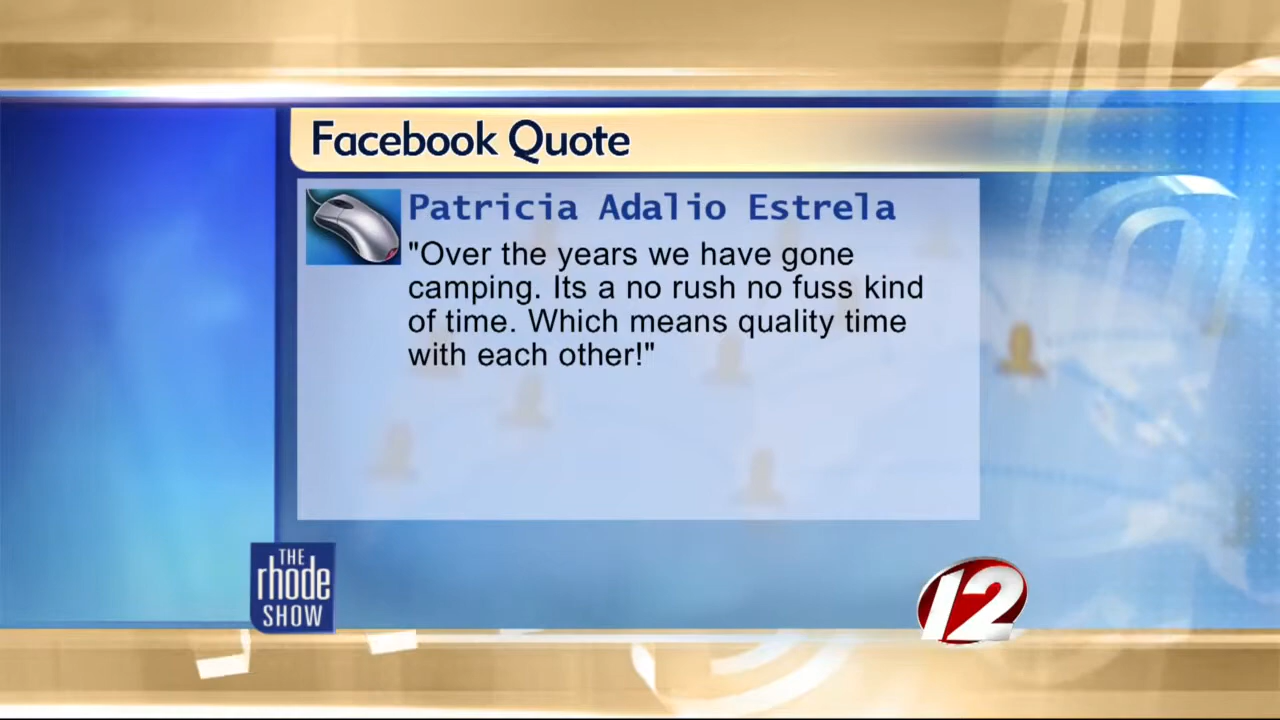 Facebook Quote
Patricia Adalio Estrela
"Over the years we have gone
camping. Its a no rush no fuss kind
of time. Which means quality time
with each other!"
THE
rhode
SHOW
12